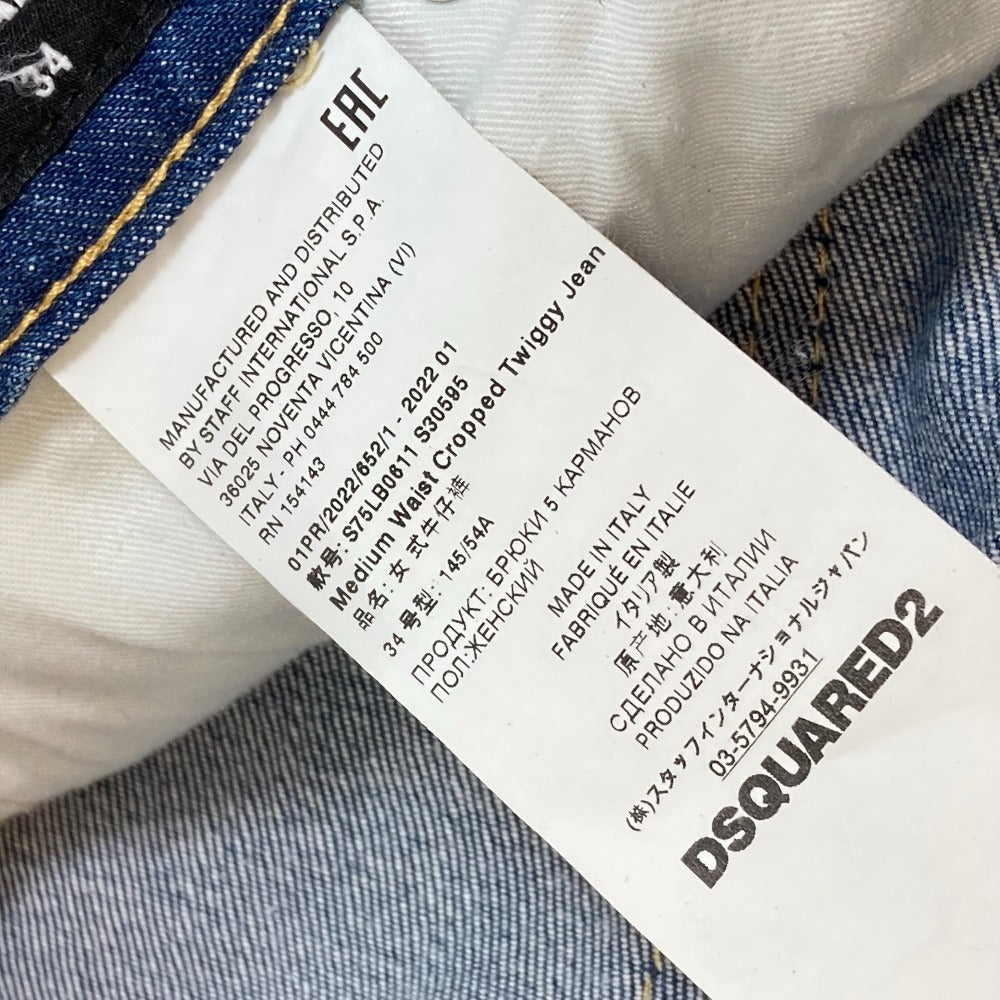 34
EAC
MANUFACTURED AND DISTRIBUTED
BY STAFF INTERNATIONAL S.P.A.
VIA DEL PROGRESSO, 10
36025 NOVENTA VICENTINA (VI)
ITALY - PH 0444 784 500
RN 154143
01PR/2022/652/1 - 2022 01
款号: S75LB0611 S30595
Medium Waist Cropped Twiggy Jean
品名: 女式牛仔裤
34 号型: 145/54A
ПРОДУКТ: БРЮКИ 5 КАРМАНОВ
ПОЛ:ЖЕНСКИЙ
MADE IN ITALY
FABRIQUÉ EN ITALIE
イタリア製
原产地: 意大利
СДЕЛАНО В ИТАЛИИ
PRODUZIDO NA ITALIA
(株)スタッフインターナショナルジャパン
03-5794-9931
DSQUARED2